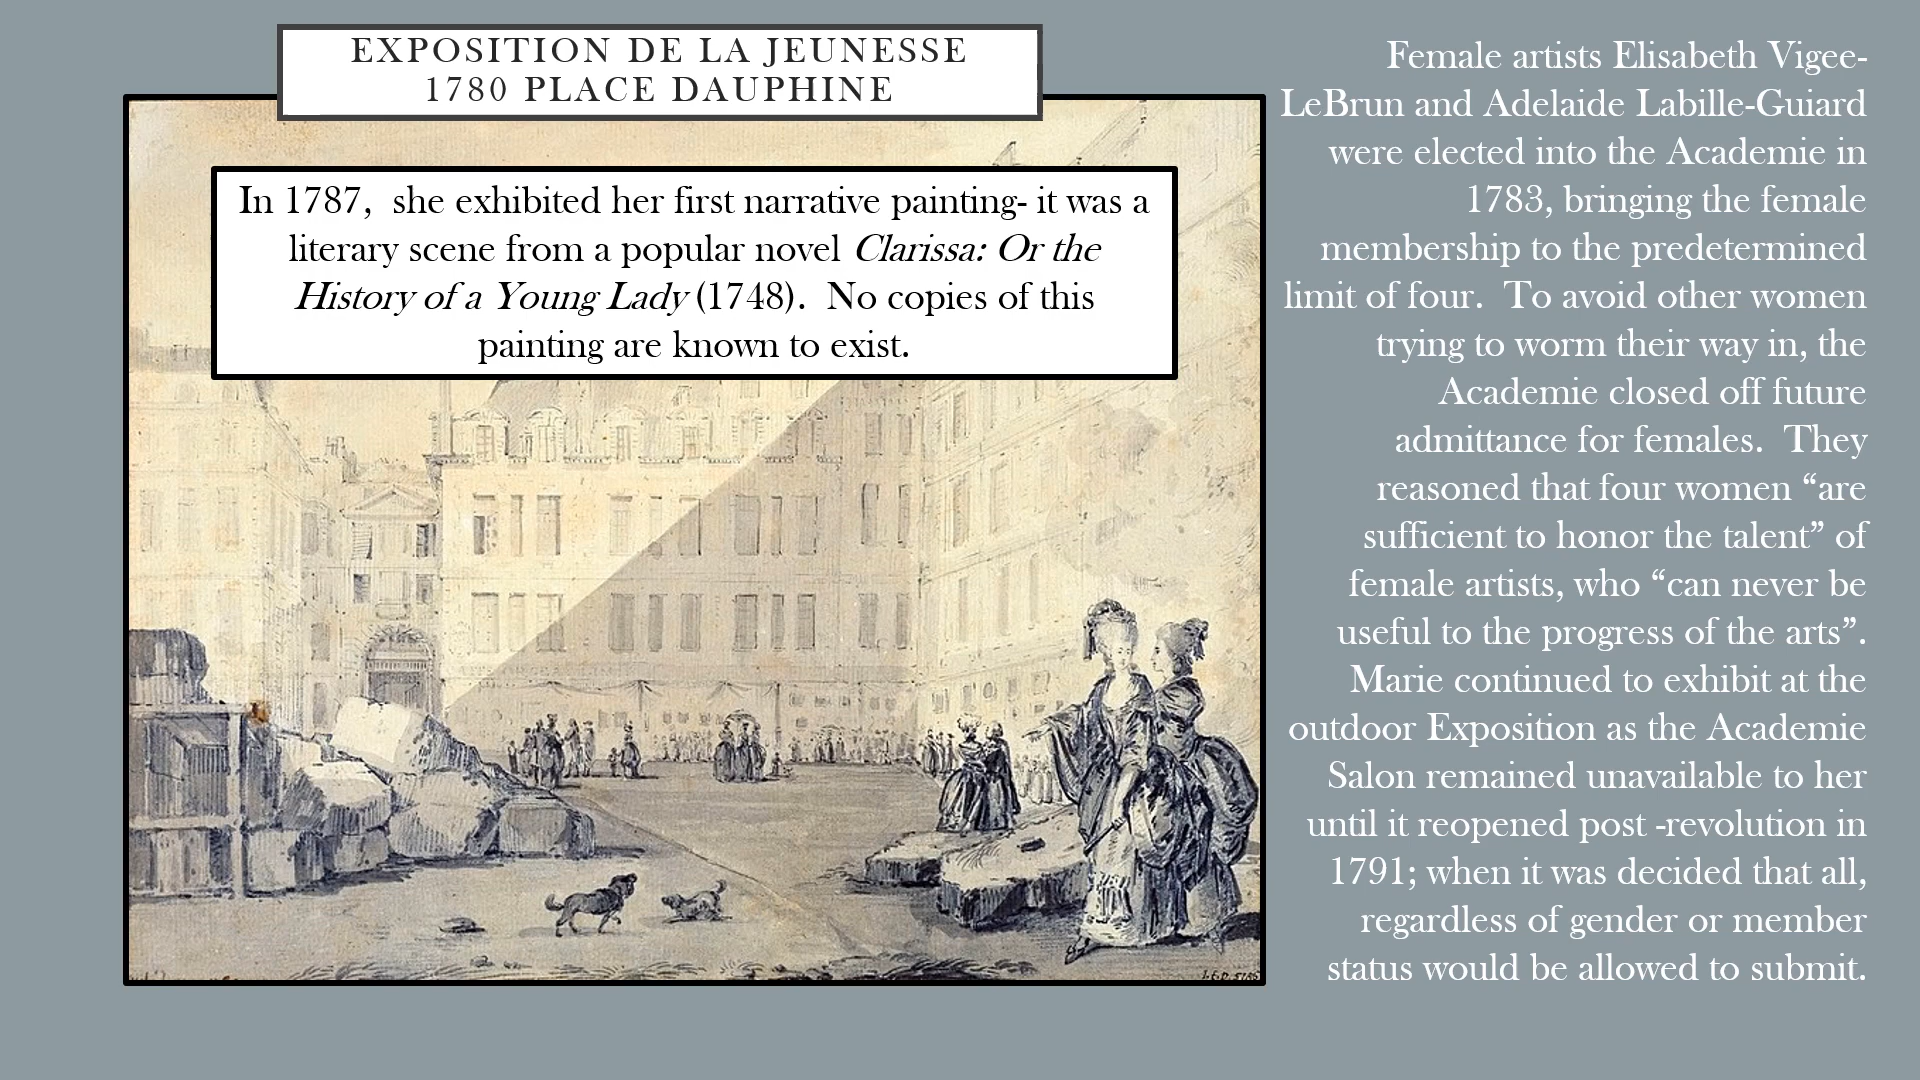 EXPOSITION DE LA JEUNESSE
1780 PLACE DAUPHINE
In 1787,  she exhibited her first narrative painting- it was a
literary scene from a popular novel Clarissa: Or the
History of a Young Lady (1748).  No copies of this
painting are known to exist.
Female artists Elisabeth Vigee-
LeBrun and Adelaide Labille-Guiard
were elected into the Academie in
1783, bringing the female
membership to the predetermined
limit of four.  To avoid other women
trying to worm their way in, the
Academie closed off future
admittance for females.  They
reasoned that four women “are
sufficient to honor the talent” of
female artists, who “can never be
useful to the progress of the arts”.
Marie continued to exhibit at the
outdoor Exposition as the Academie
Salon remained unavailable to her
until it reopened post -revolution in
1791; when it was decided that all,
regardless of gender or member
status would be allowed to submit.